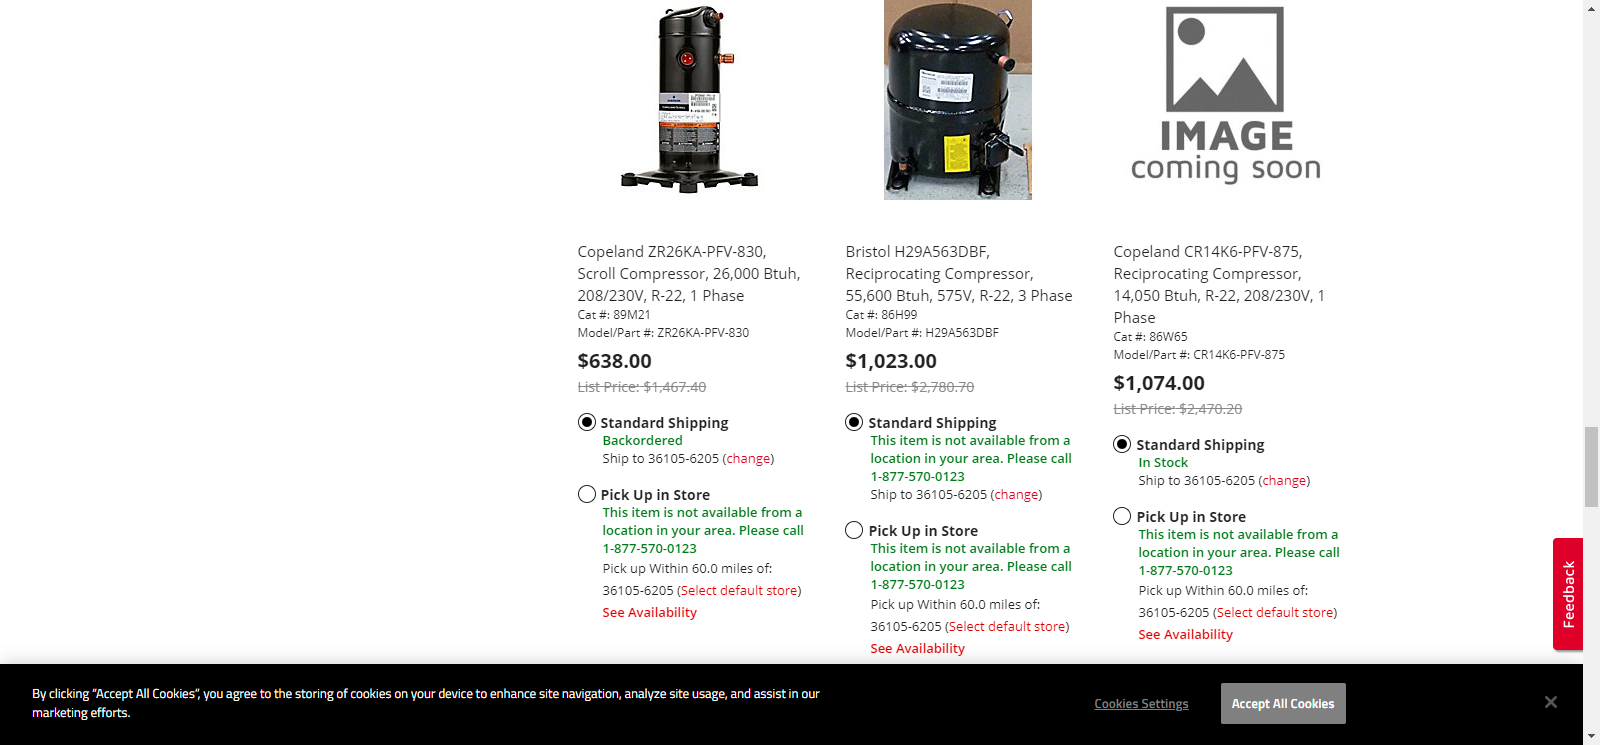 IMAGE
coming soon
Copeland ZR26KA-PFV-830,
Scroll Compressor, 26,000 Btuh,
208/230V, R-22, 1 Phase
Cat #: 89M21
Model/Part #: ZR26KA-PFV-830
$638.00
List Price: $1,467.40
Standard Shipping
Backordered
Ship to 36105-6205 (change)
Pick Up in Store
This item is not available from a
location in your area. Please call
1-877-570-0123
Pick up Within 60.0 miles of:
36105-6205 (Select default store)
See Availability
Bristol H29A563DBF,
Reciprocating Compressor,
55,600 Btuh, 575V, R-22, 3 Phase
Cat #: 86H99
Model/Part #: H29A563DBF
$1,023.00
List Price: $2,780.70
Standard Shipping
This item is not available from a
location in your area. Please call
1-877-570-0123
Ship to 36105-6205 (change)
Pick Up in Store
This item is not available from a
location in your area. Please call
1-877-570-0123
Pick up Within 60.0 miles of:
36105-6205 (Select default store)
See Availability
Copeland CR14K6-PFV-875,
Reciprocating Compressor,
14,050 Btuh, R-22, 208/230V, 1
Phase
Cat #: 86W65
Model/Part #: CR14K6-PFV-875
$1,074.00
List Price: $2,470.20
Standard Shipping
In Stock
Ship to 36105-6205 (change)
Pick Up in Store
This item is not available from a
location in your area. Please call
1-877-570-0123
Pick up Within 60.0 miles of:
36105-6205 (Select default store)
See Availability
Feedback
By clicking “Accept All Cookies”, you agree to the storing of cookies on your device to enhance site navigation, analyze site usage, and assist in our
marketing efforts.
Cookies Settings
Accept All Cookies